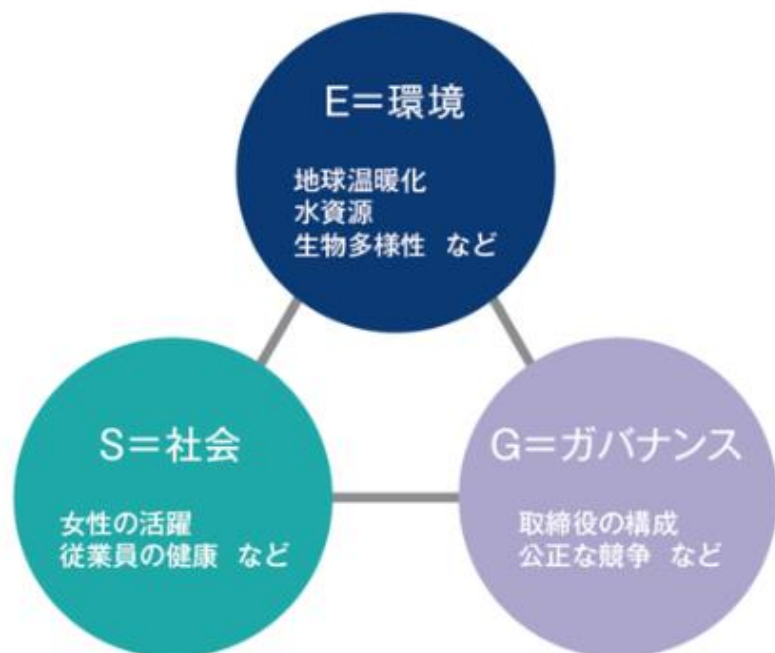 E=環境
地球温暖化
水資源
生物多様性 など
S=社会
女性の活躍
従業員の健康 など
G=ガバナンス
取締役の構成
公正な競争 など